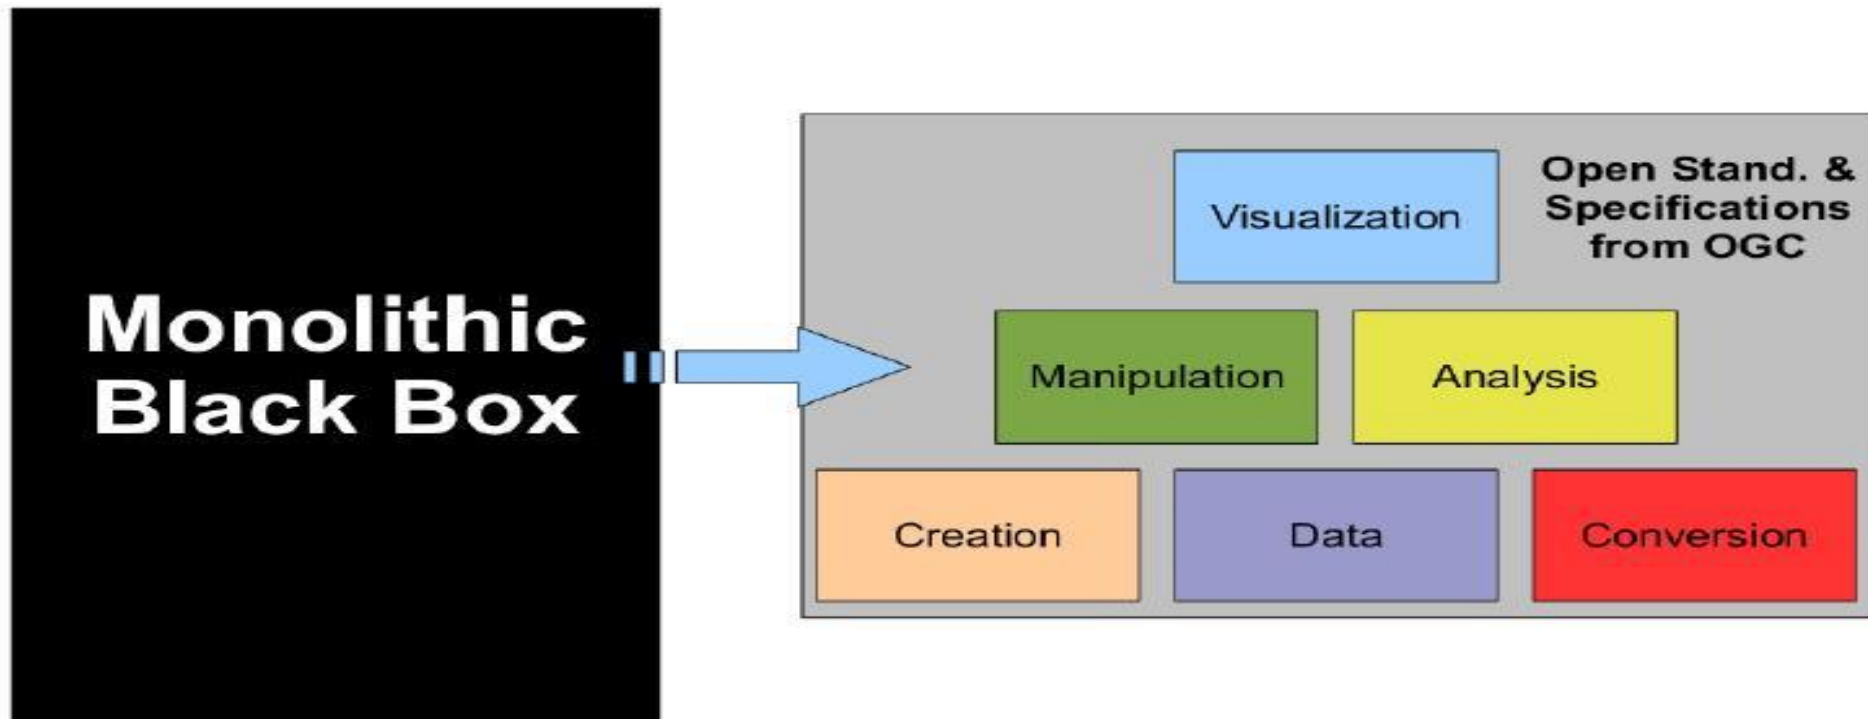 Monolithic
Black Box
Open Stand. &
Specifications
from OGC
Visualization
Manipulation
Analysis
Creation
Data
Conversion